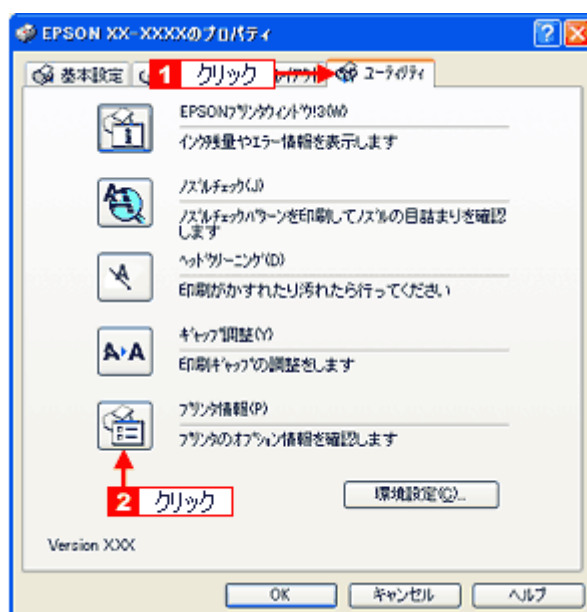 EPSON XX-XXXXのプロパティ
基本設定
1 クリック
ユーティリティ
EPSONプリンタウィンドウ!3(W)
インク残量やエラー情報を表示します
ノズルチェック(J)
ノズルチェックパターンを印刷してノズルの目詰まりを確認
します
ヘッドクリーニング(D)
印刷がかすれたり汚れたら行ってください
ギャップ調整(Y)
印刷ギャップの調整をします
プリンタ情報(P)
プリンタのオプション情報を確認します
2 クリック
環境設定(C)...
Version XXX
OK
キャンセル
ヘルプ